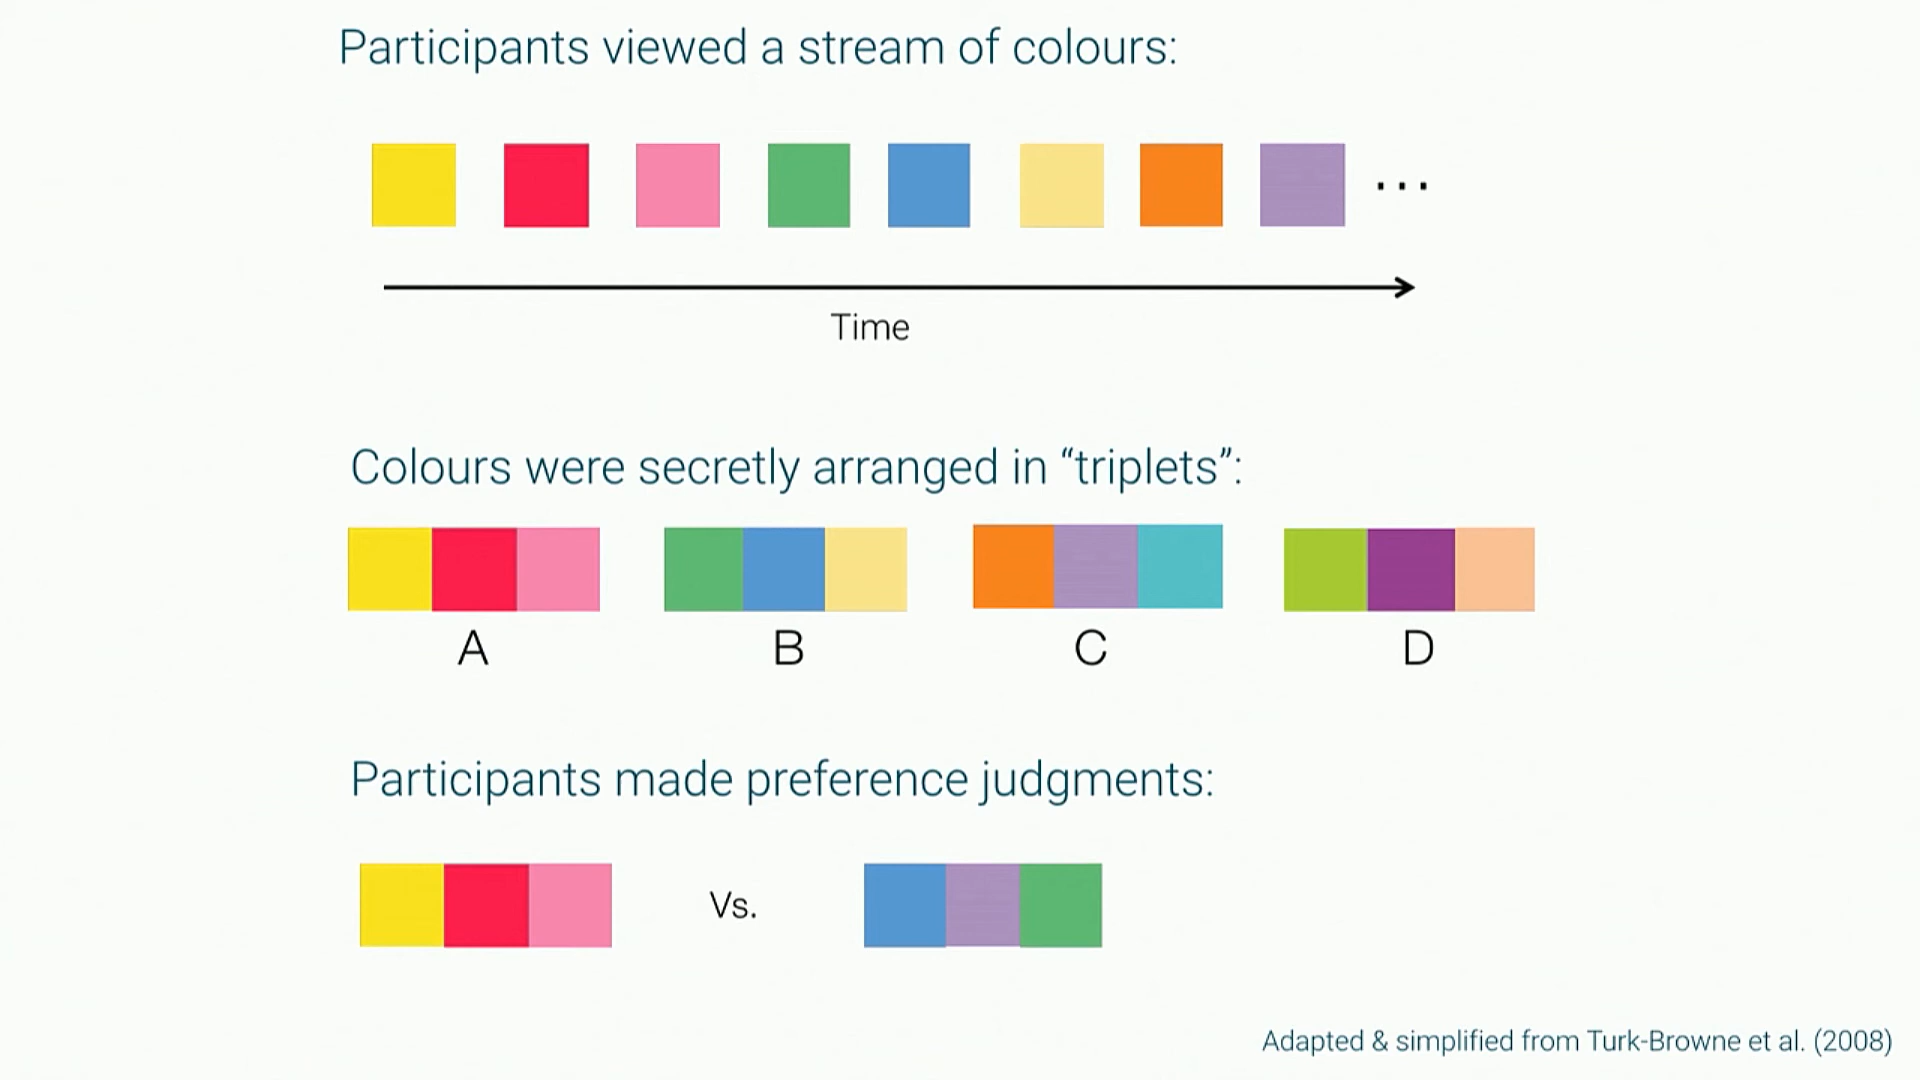 Participants viewed a stream of colours:
...
Time
Colours were secretly arranged in “triplets”:
A B C D
Participants made preference judgments:
Vs.
Adapted & simplified from Turk-Browne et al. (2008)